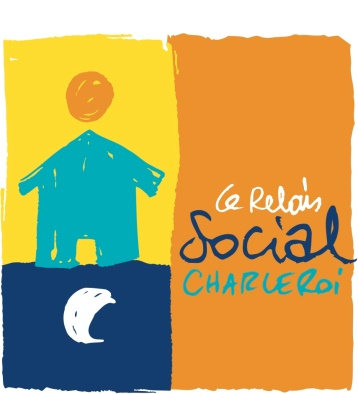 Le Relais
Social
CHARLEROI